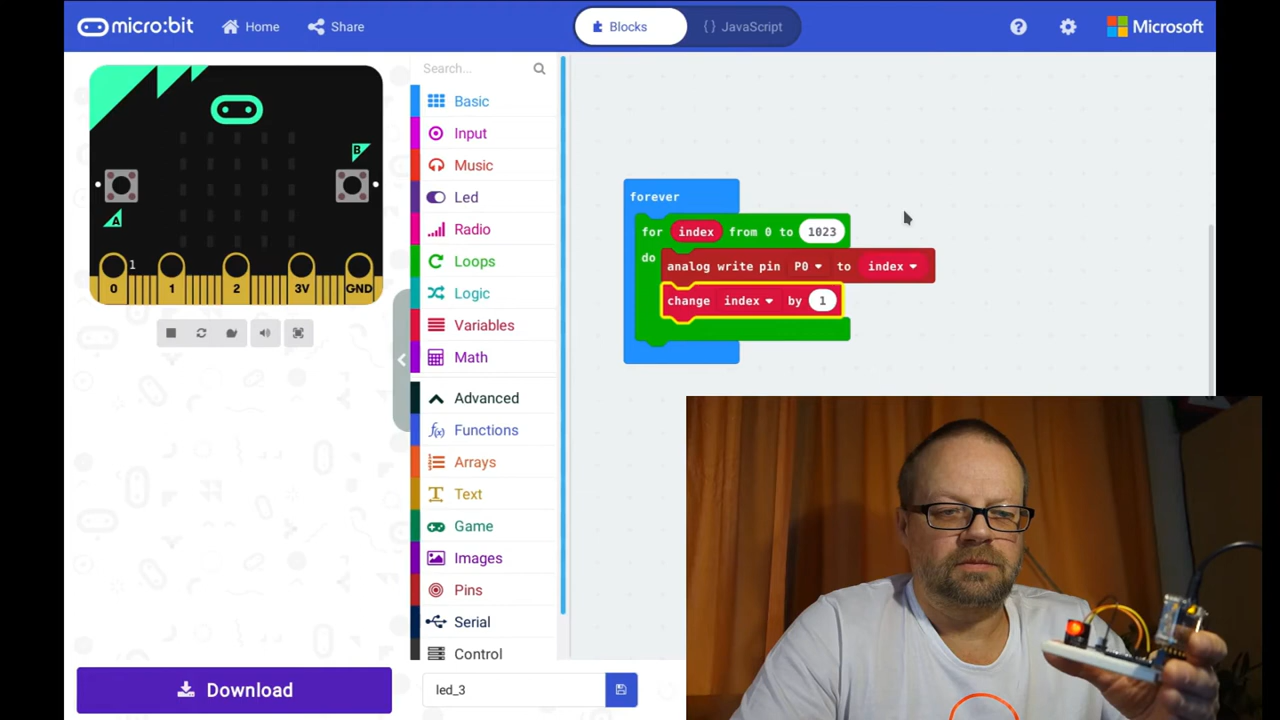 micro:bit Home Share Blocks { } JavaScript ? Microsoft
Search...
Basic
Input
Music
Led
Radio
Loops
Logic
Variables
Math
Advanced
Functions
Arrays
Text
Game
Images
Pins
Serial
Control
A
B
1
0 1 2 3V GND
Download
led_3
forever
for index from 0 to 1023
do
analog write pin P0 to index
change index by 1